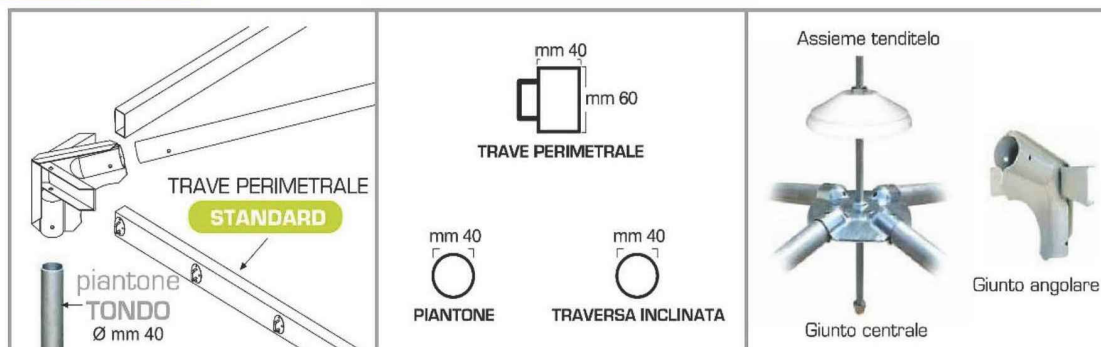 TRAVE PERIMETRALE
STANDARD
piantone
TONDO
Ø mm 40
mm 40
mm 60
TRAVE PERIMETRALE
mm 40
PIANTONE
mm 40
TRAVERSA INCLINATA
Assieme tenditelo
Giunto centrale
Giunto angolare